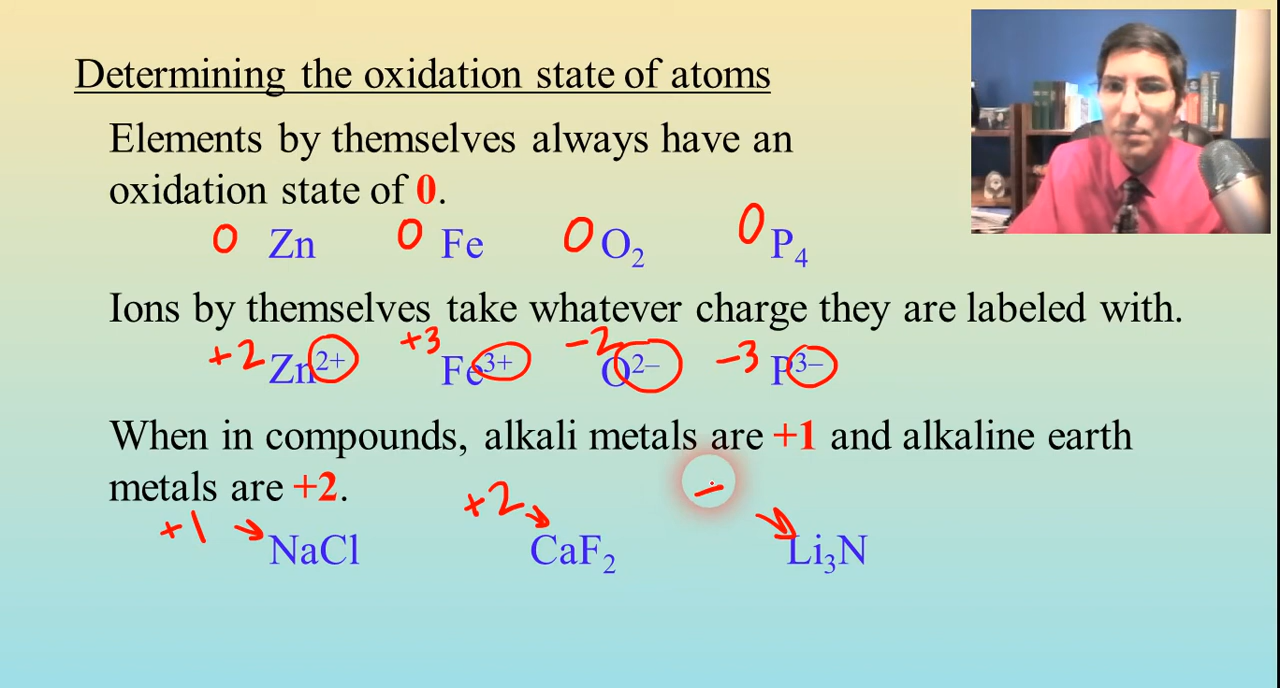 Determining the oxidation state of atoms
Elements by themselves always have an
oxidation state of 0.
0 Zn 0 Fe 0 O₂ 0 P₄
Ions by themselves take whatever charge they are labeled with.
+2 Zn²⁺ +3 Fe³⁺ −2 O²⁻ −3 P³⁻
When in compounds, alkali metals are +1 and alkaline earth
metals are +2.
+1 → NaCl +2 → CaF₂ − → Li₃N